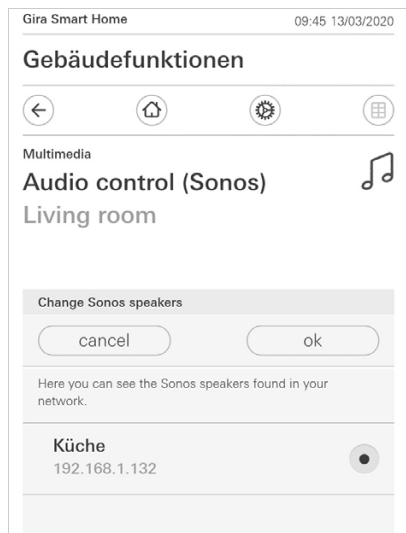 Gira Smart Home 09:45 13/03/2020
Gebäudefunktionen
Multimedia
Audio control (Sonos)
Living room
Change Sonos speakers
cancel ok
Here you can see the Sonos speakers found in your
network.
Küche
192.168.1.132